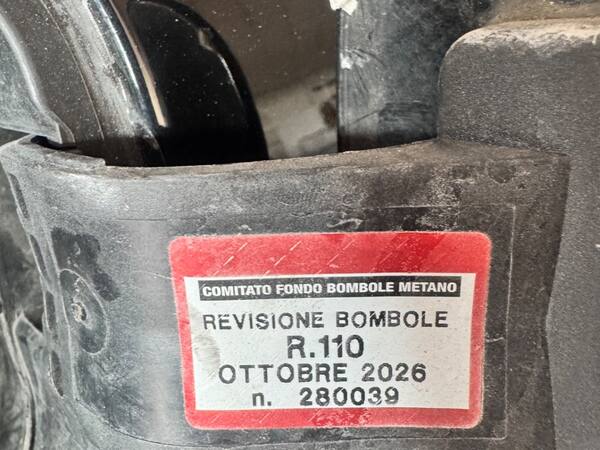 COMITATO FONDO BOMBOLE METANO
REVISIONE BOMBOLE
R.110
OTTOBRE 2026
n. 280039